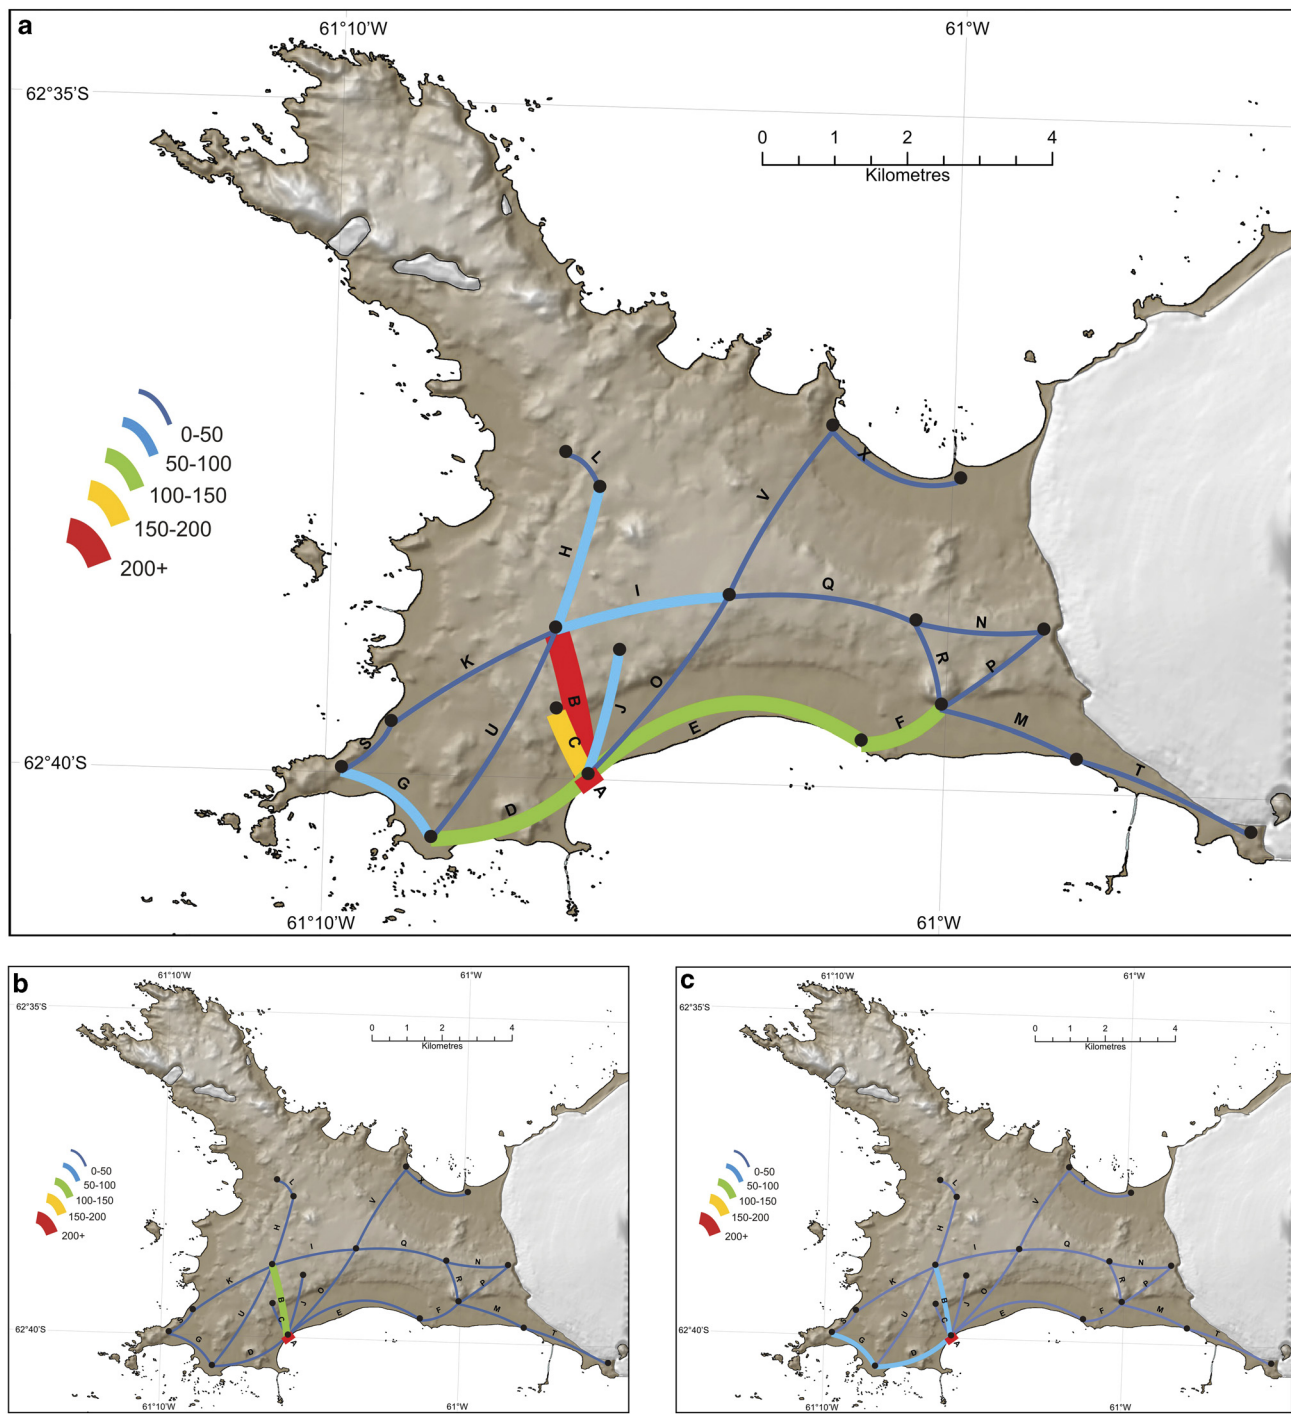 a
61°10'W
61°W
62°35'S
0
1
2
4
Kilometres
0-50
50-100
100-150
150-200
200+
L
X
V
H
I
Q
N
K
R
P
B
J
O
U
S
C
E
F
M
G
D
A
T
62°40'S
61°10'W
61°W
b
61°10'W
61°W
62°35'S
0
1
2
4
Kilometres
0-50
50-100
100-150
150-200
200+
L
X
V
H
I
Q
N
K
R
P
B
J
O
U
S
C
E
F
M
G
D
A
T
62°40'S
61°10'W
61°W
c
61°10'W
61°W
62°35'S
0
1
2
4
Kilometres
0-50
50-100
100-150
150-200
200+
L
X
V
H
I
Q
N
K
R
P
B
J
O
U
S
C
E
F
M
G
D
A
T
62°40'S
61°10'W
61°W